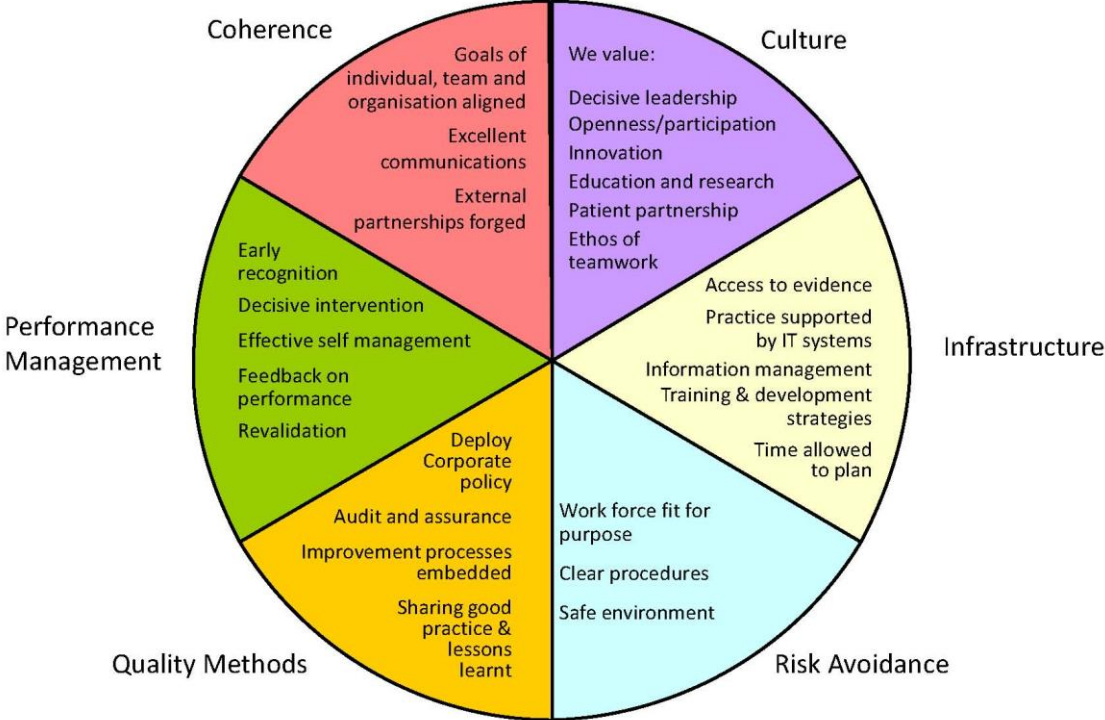 Coherence
Goals of
individual, team and
organisation aligned
Excellent
communications
External
partnerships forged
Culture
We value:
Decisive leadership
Openness/participation
Innovation
Education and research
Patient partnership
Ethos of
teamwork
Infrastructure
Access to evidence
Practice supported
by IT systems
Information management
Training & development
strategies
Time allowed
to plan
Risk Avoidance
Work force fit for
purpose
Clear procedures
Safe environment
Quality Methods
Deploy
Corporate
policy
Audit and assurance
Improvement processes
embedded
Sharing good
practice &
lessons
learnt
Performance
Management
Early
recognition
Decisive intervention
Effective self management
Feedback on
performance
Revalidation